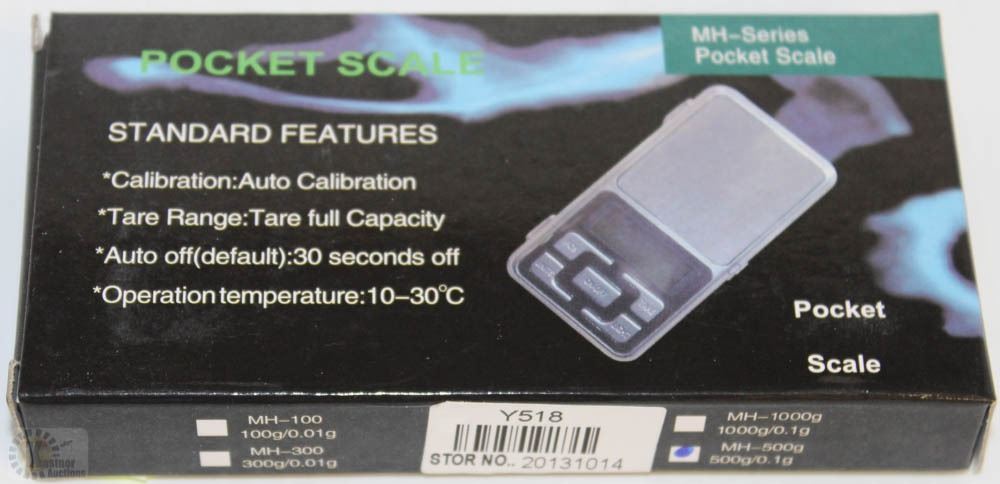 MH-Series
Pocket Scale
POCKET SCALE
STANDARD FEATURES
*Calibration:Auto Calibration
*Tare Range:Tare full Capacity
*Auto off(default):30 seconds off
*Operation temperature:10-30°C
Pocket
Scale
MH-100
100g/0.01g
MH-300
300g/0.01g
Y518
STOR NO.. 20131014
MH-1000g
1000g/0.1g
MH-500g
500g/0.1g
Kastner
Auctions